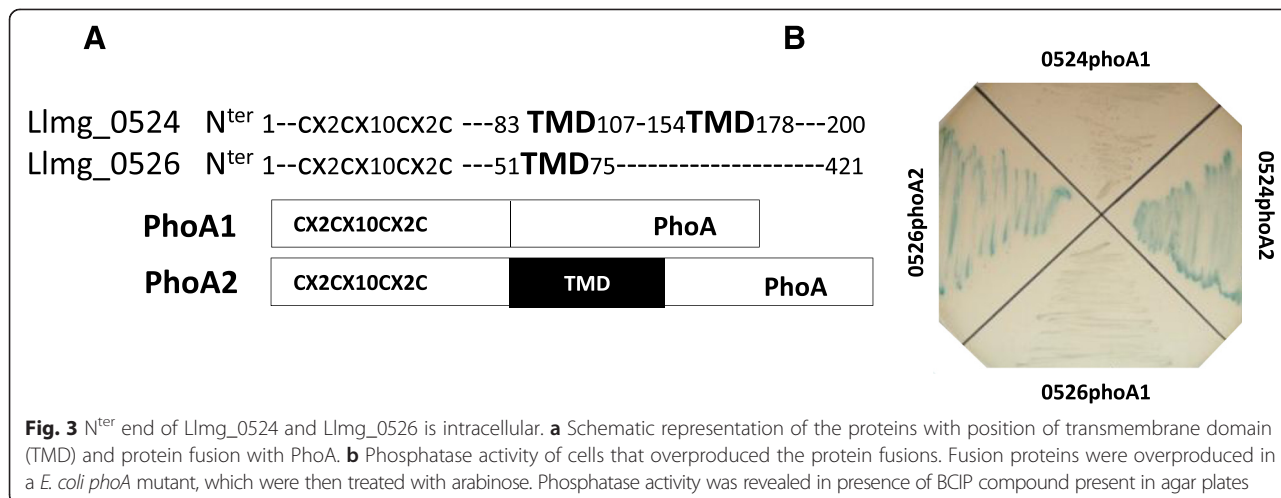 A
B
Llmg_0524 Nter 1--CX2CX10CX2C ---83 TMD107-154TMD178---200
Llmg_0526 Nter 1--CX2CX10CX2C ---51TMD75-------------------421
PhoA1 CX2CX10CX2C PhoA
PhoA2 CX2CX10CX2C TMD PhoA
0524phoA1
0526phoA2
0524phoA2
0526phoA1
Fig. 3 Nter end of Llmg_0524 and Llmg_0526 is intracellular. a Schematic representation of the proteins with position of transmembrane domain
(TMD) and protein fusion with PhoA. b Phosphatase activity of cells that overproduced the protein fusions. Fusion proteins were overproduced in
a E. coli phoA mutant, which were then treated with arabinose. Phosphatase activity was revealed in presence of BCIP compound present in agar plates